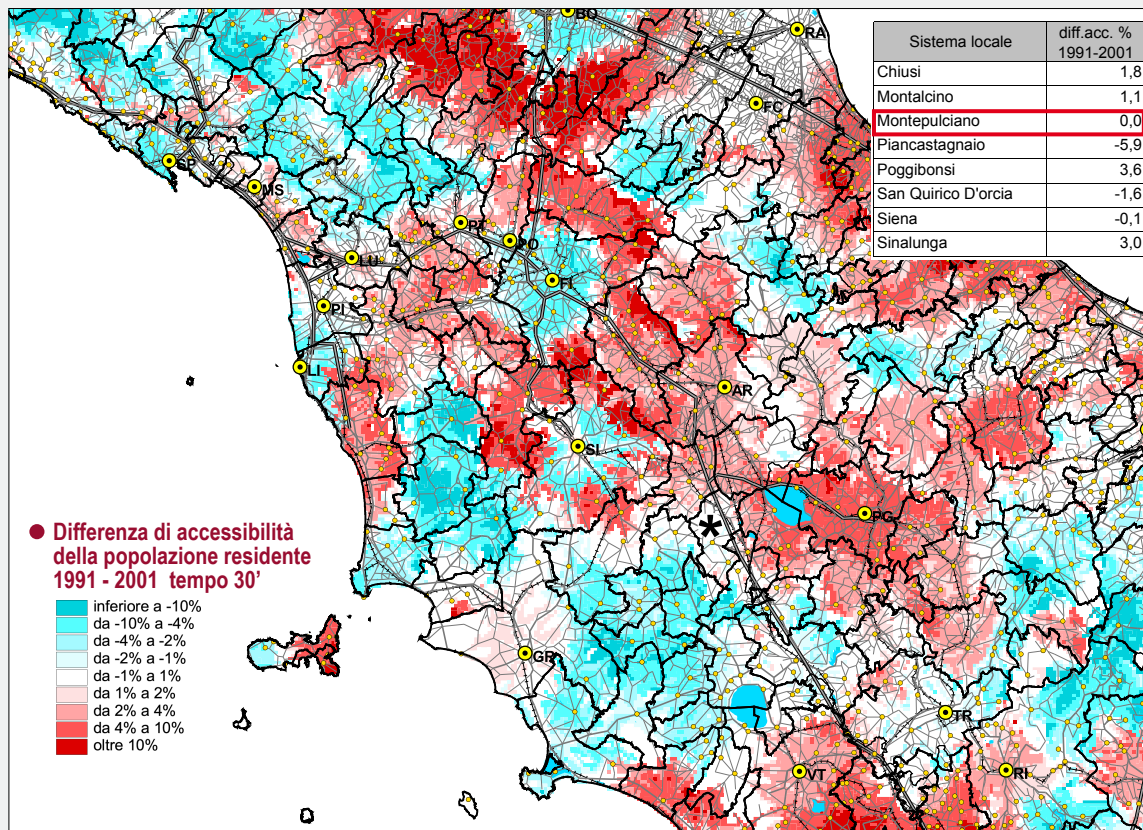 Sistema locale diff.acc. % 1991-2001
Chiusi 1,8
Montalcino 1,1
Montepulciano 0,0
Piancastagnaio -5,9
Poggibonsi 3,6
San Quirico D'orcia -1,6
Siena -0,1
Sinalunga 3,0
BO
RA
FC
SP
MS
PT
PO
LU
FI
PI
LI
AR
SI
*
PG
GR
TR
VT
RI
● Differenza di accessibilità
della popolazione residente
1991 - 2001 tempo 30'
inferiore a -10%
da -10% a -4%
da -4% a -2%
da -2% a -1%
da -1% a 1%
da 1% a 2%
da 2% a 4%
da 4% a 10%
oltre 10%